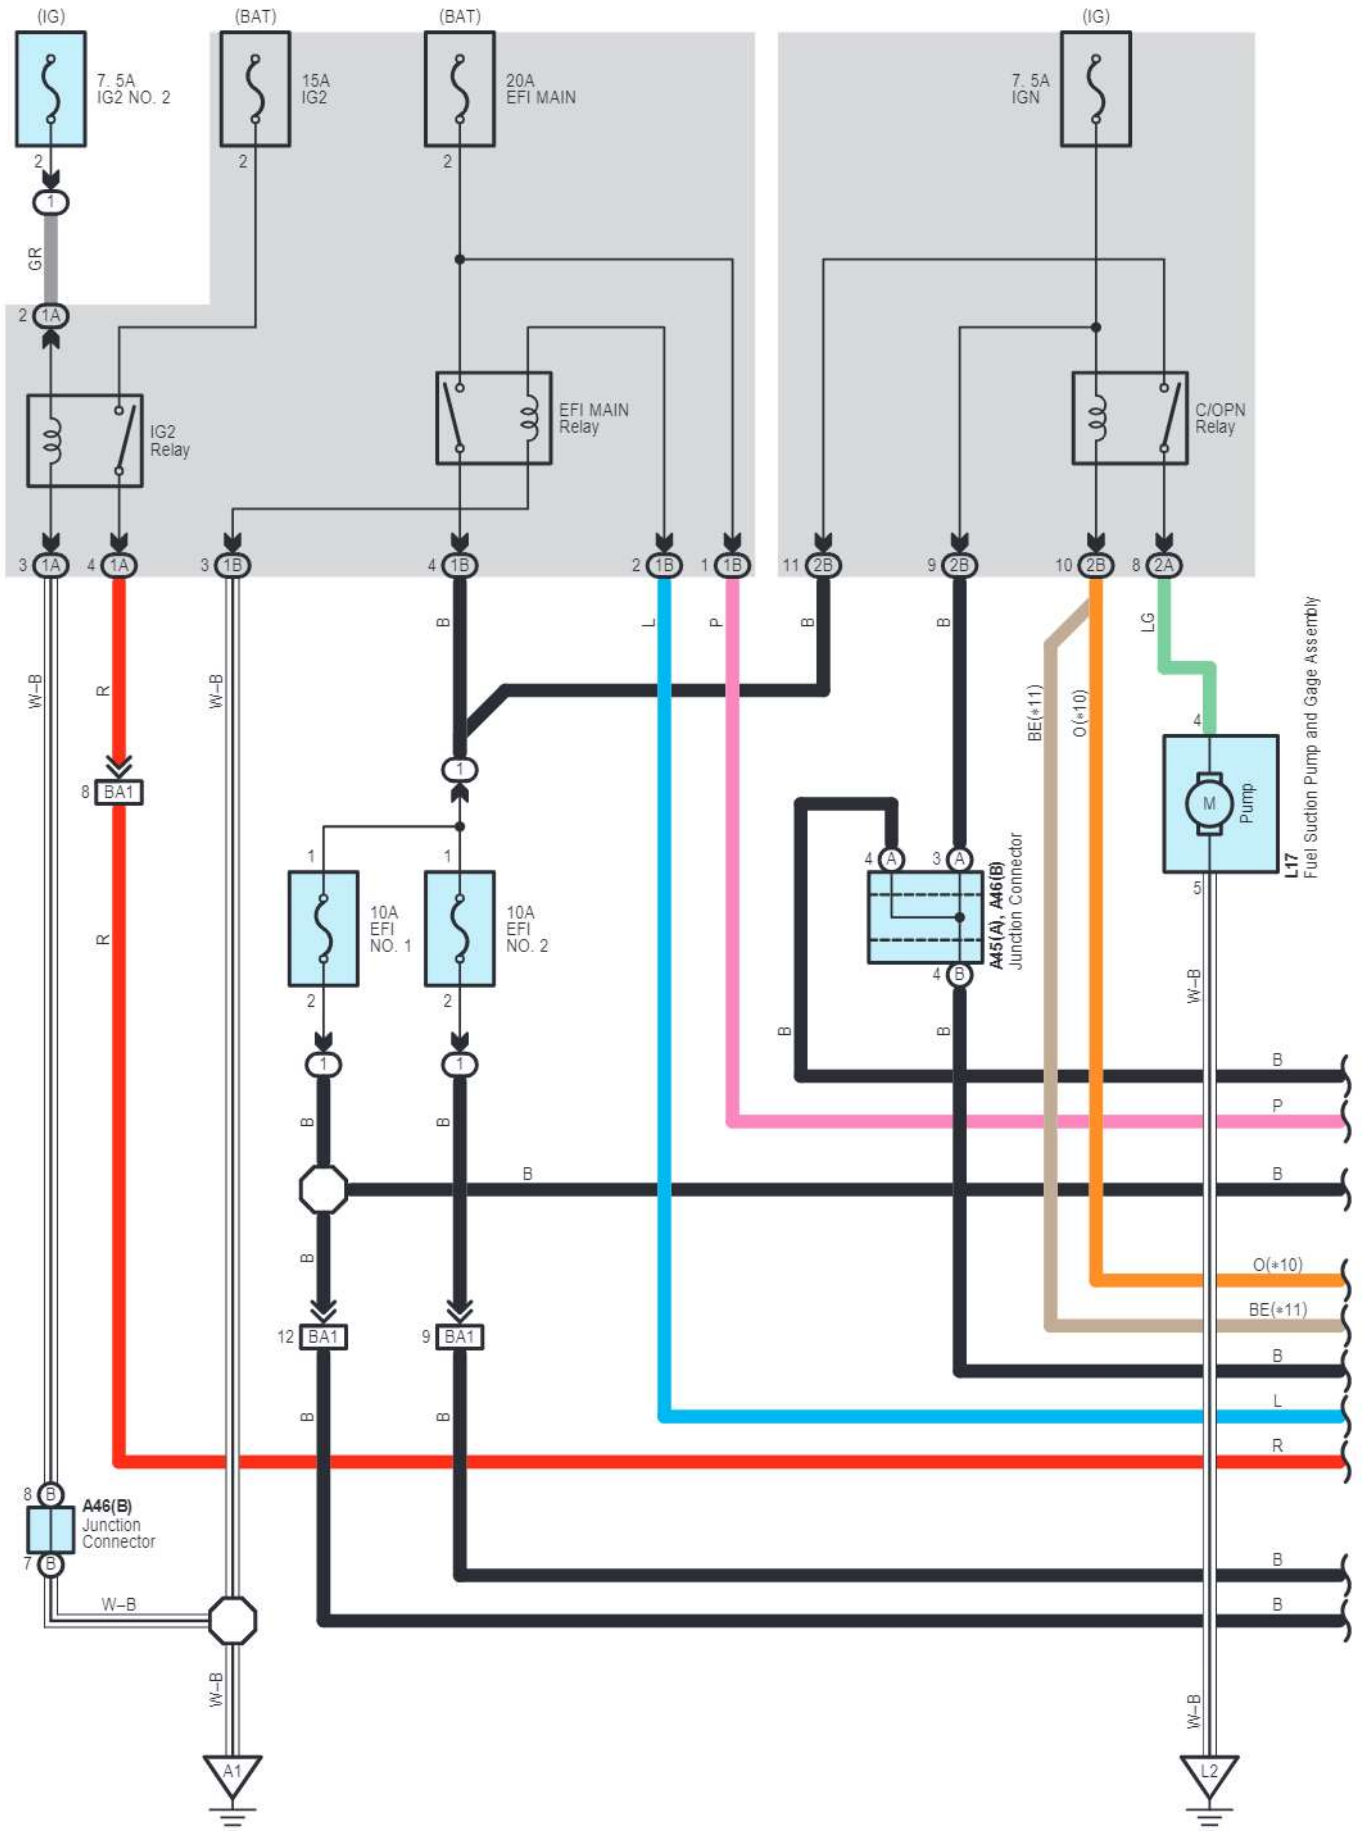 (IG)
(BAT)
(BAT)
(IG)
7. 5A
IG2 NO. 2
15A
IG2
20A
EFI MAIN
7. 5A
IGN
2
2
2
1
GR
2
1A
IG2
Relay
EFI MAIN
Relay
C/OPN
Relay
3
1A
4
1A
3
1B
4
1B
2
1B
1
1B
11
2B
9
2B
10
2B
8
2A
W–B
R
W–B
B
L
P
B
B
BE(*11)
O(*10)
LG
8
BA1
1
4
M
Pump
L17
Fuel Suction Pump and Gage Assembly
5
1
1
10A
EFI
NO. 1
10A
EFI
NO. 2
2
2
R
4
A
3
A
A45(A), A46(B)
Junction Connector
4
B
W–B
B
B
1
1
B
B
B
P
B
B
B
O(*10)
BE(*11)
12
BA1
9
BA1
B
L
B
B
R
8
B
A46(B)
Junction
Connector
7
B
W–B
B
B
W–B
W–B
A1
L2